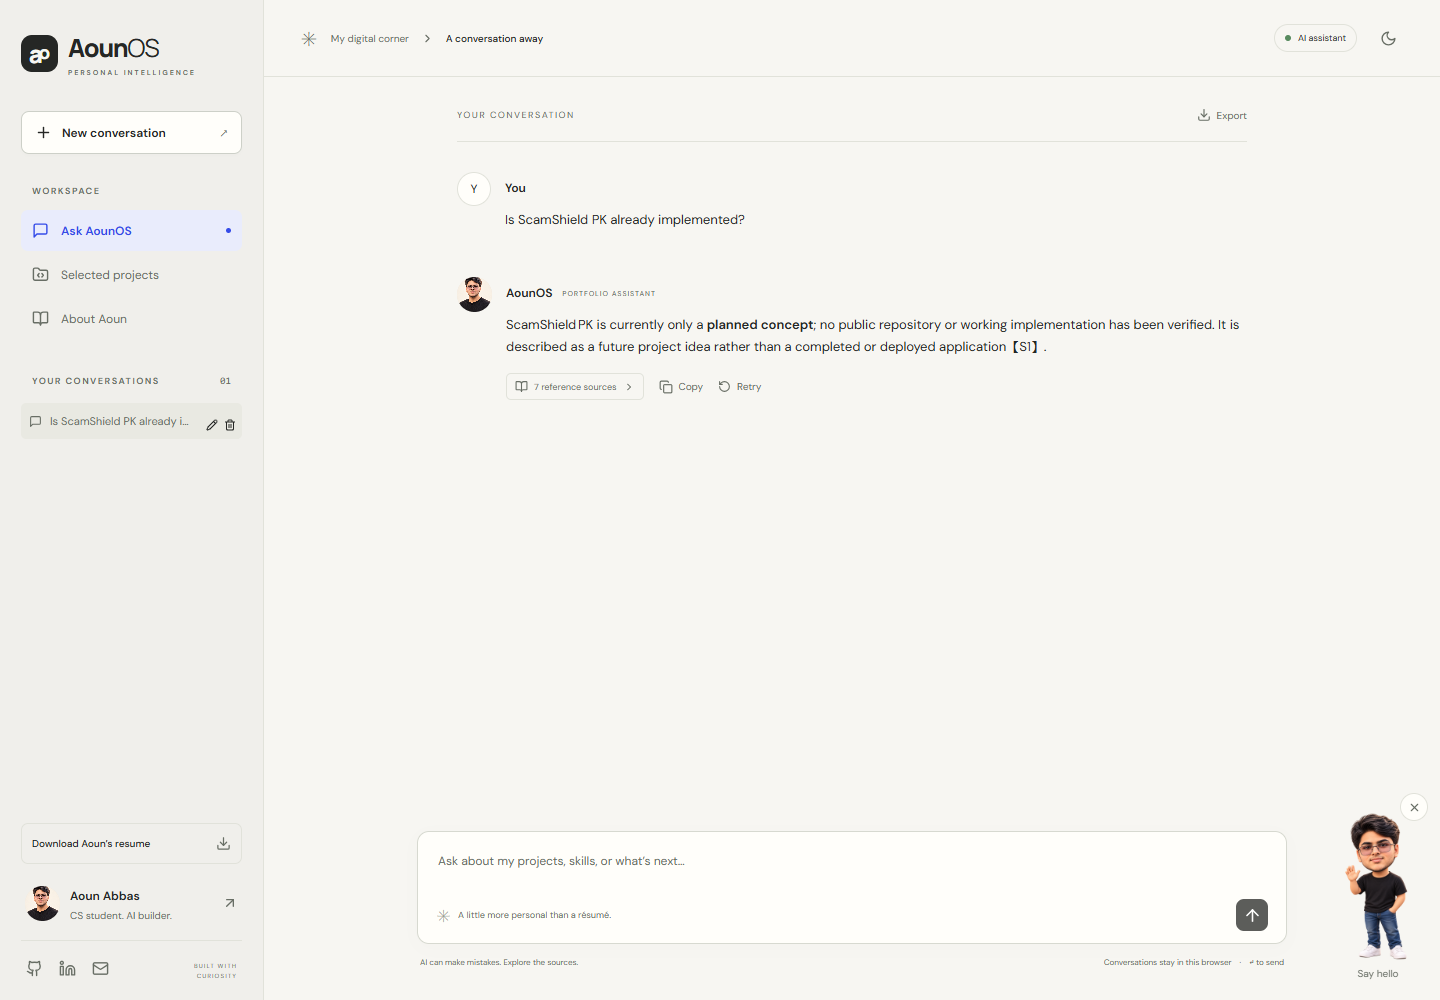 ap AounOS
PERSONAL INTELLIGENCE
New conversation
WORKSPACE
Ask AounOS
Selected projects
About Aoun
YOUR CONVERSATIONS 01
Is ScamShield PK already i...
Download Aoun's resume
Aoun Abbas
CS student. AI builder.
BUILT WITH
CURIOSITY
My digital corner > A conversation away
AI assistant
YOUR CONVERSATION
Export
Y You
Is ScamShield PK already implemented?
AounOS PORTFOLIO ASSISTANT
ScamShield PK is currently only a planned concept; no public repository or working implementation has been verified. It is
described as a future project idea rather than a completed or deployed application【S1】.
7 reference sources Copy Retry
Ask about my projects, skills, or what's next...
A little more personal than a résumé.
AI can make mistakes. Explore the sources.
Conversations stay in this browser · ↵ to send
Say hello